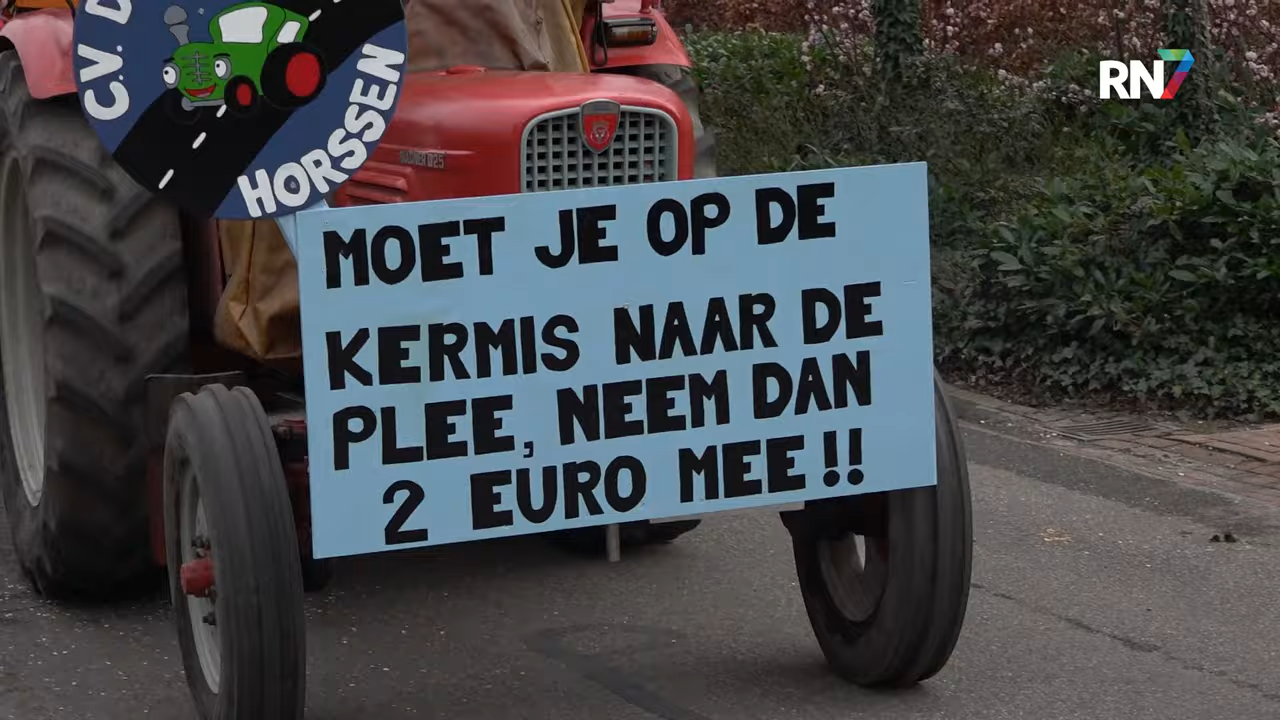 C.V. D
HORSSEN
RN7
MOET JE OP DE
KERMIS NAAR DE
PLEE, NEEM DAN
2 EURO MEE!!